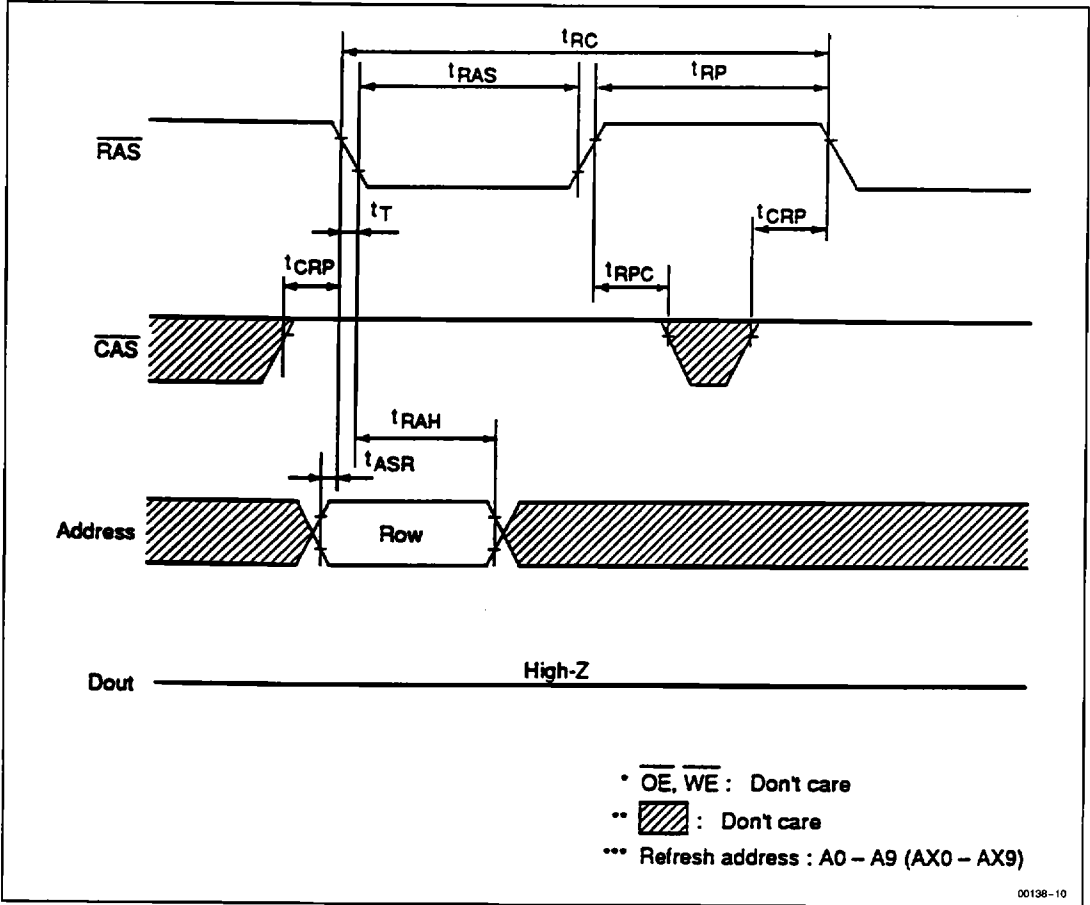 tRC
tRAS
tRP
RAS
tT
tCRP
tCRP
tRPC
CAS
tRAH
tASR
Address
Row
Dout
High-Z
* OE, WE : Don't care
** : Don't care
*** Refresh address : A0 – A9 (AX0 – AX9)
00138-10